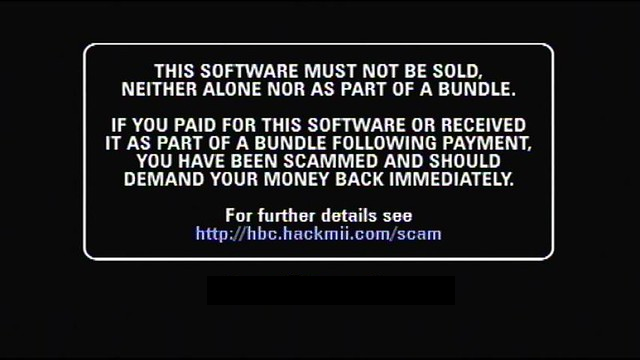 THIS SOFTWARE MUST NOT BE SOLD,
NEITHER ALONE NOR AS PART OF A BUNDLE.
IF YOU PAID FOR THIS SOFTWARE OR RECEIVED
IT AS PART OF A BUNDLE FOLLOWING PAYMENT,
YOU HAVE BEEN SCAMMED AND SHOULD
DEMAND YOUR MONEY BACK IMMEDIATELY.
For further details see
http://hbc.hackmii.com/scam